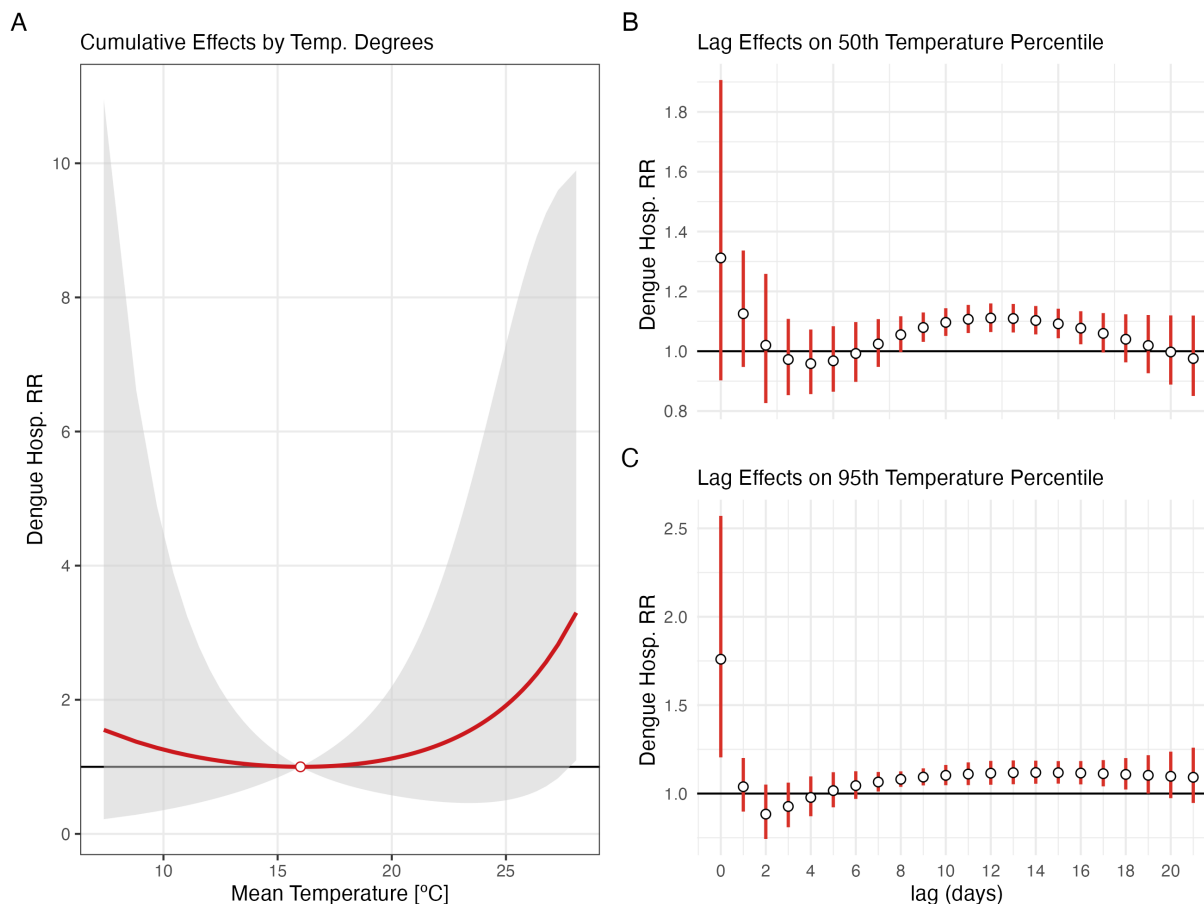 A
Cumulative Effects by Temp. Degrees
Dengue Hosp. RR
10
8
6
4
2
0
10
15
20
25
Mean Temperature [ºC]
B
Lag Effects on 50th Temperature Percentile
Dengue Hosp. RR
1.8
1.6
1.4
1.2
1.0
0.8
C
Lag Effects on 95th Temperature Percentile
Dengue Hosp. RR
2.5
2.0
1.5
1.0
0 2 4 6 8 10 12 14 16 18 20
lag (days)